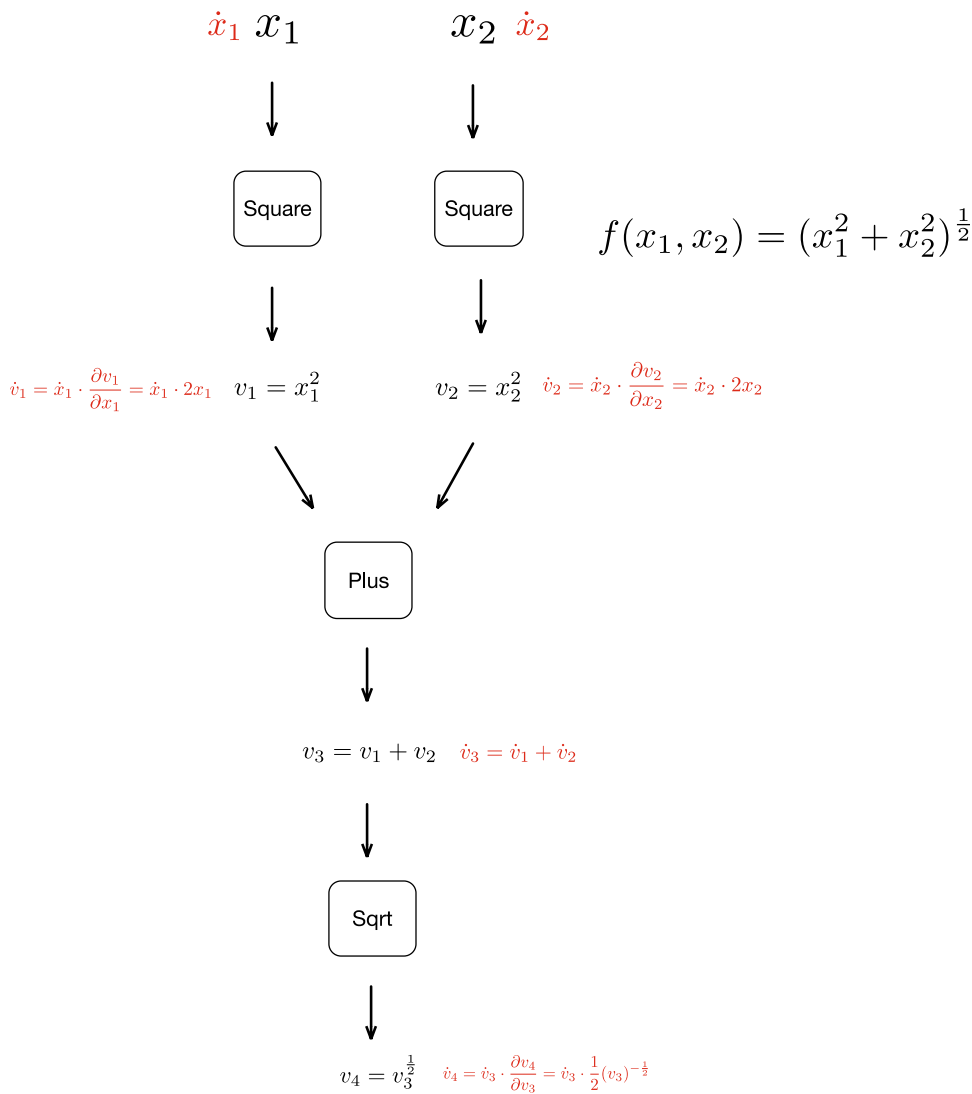 ẋ₁ x₁ x₂ ẋ₂
Square Square
f(x₁, x₂) = (x₁² + x₂²)^{1/2}
v̇₁ = ẋ₁ · ∂v₁/∂x₁ = ẋ₁ · 2x₁ v₁ = x₁² v₂ = x₂² v̇₂ = ẋ₂ · ∂v₂/∂x₂ = ẋ₂ · 2x₂
Plus
v₃ = v₁ + v₂ v̇₃ = v̇₁ + v̇₂
Sqrt
v₄ = v₃^{1/2} v̇₄ = v̇₃ · ∂v₄/∂v₃ = v̇₃ · 1/2(v₃)^{-1/2}